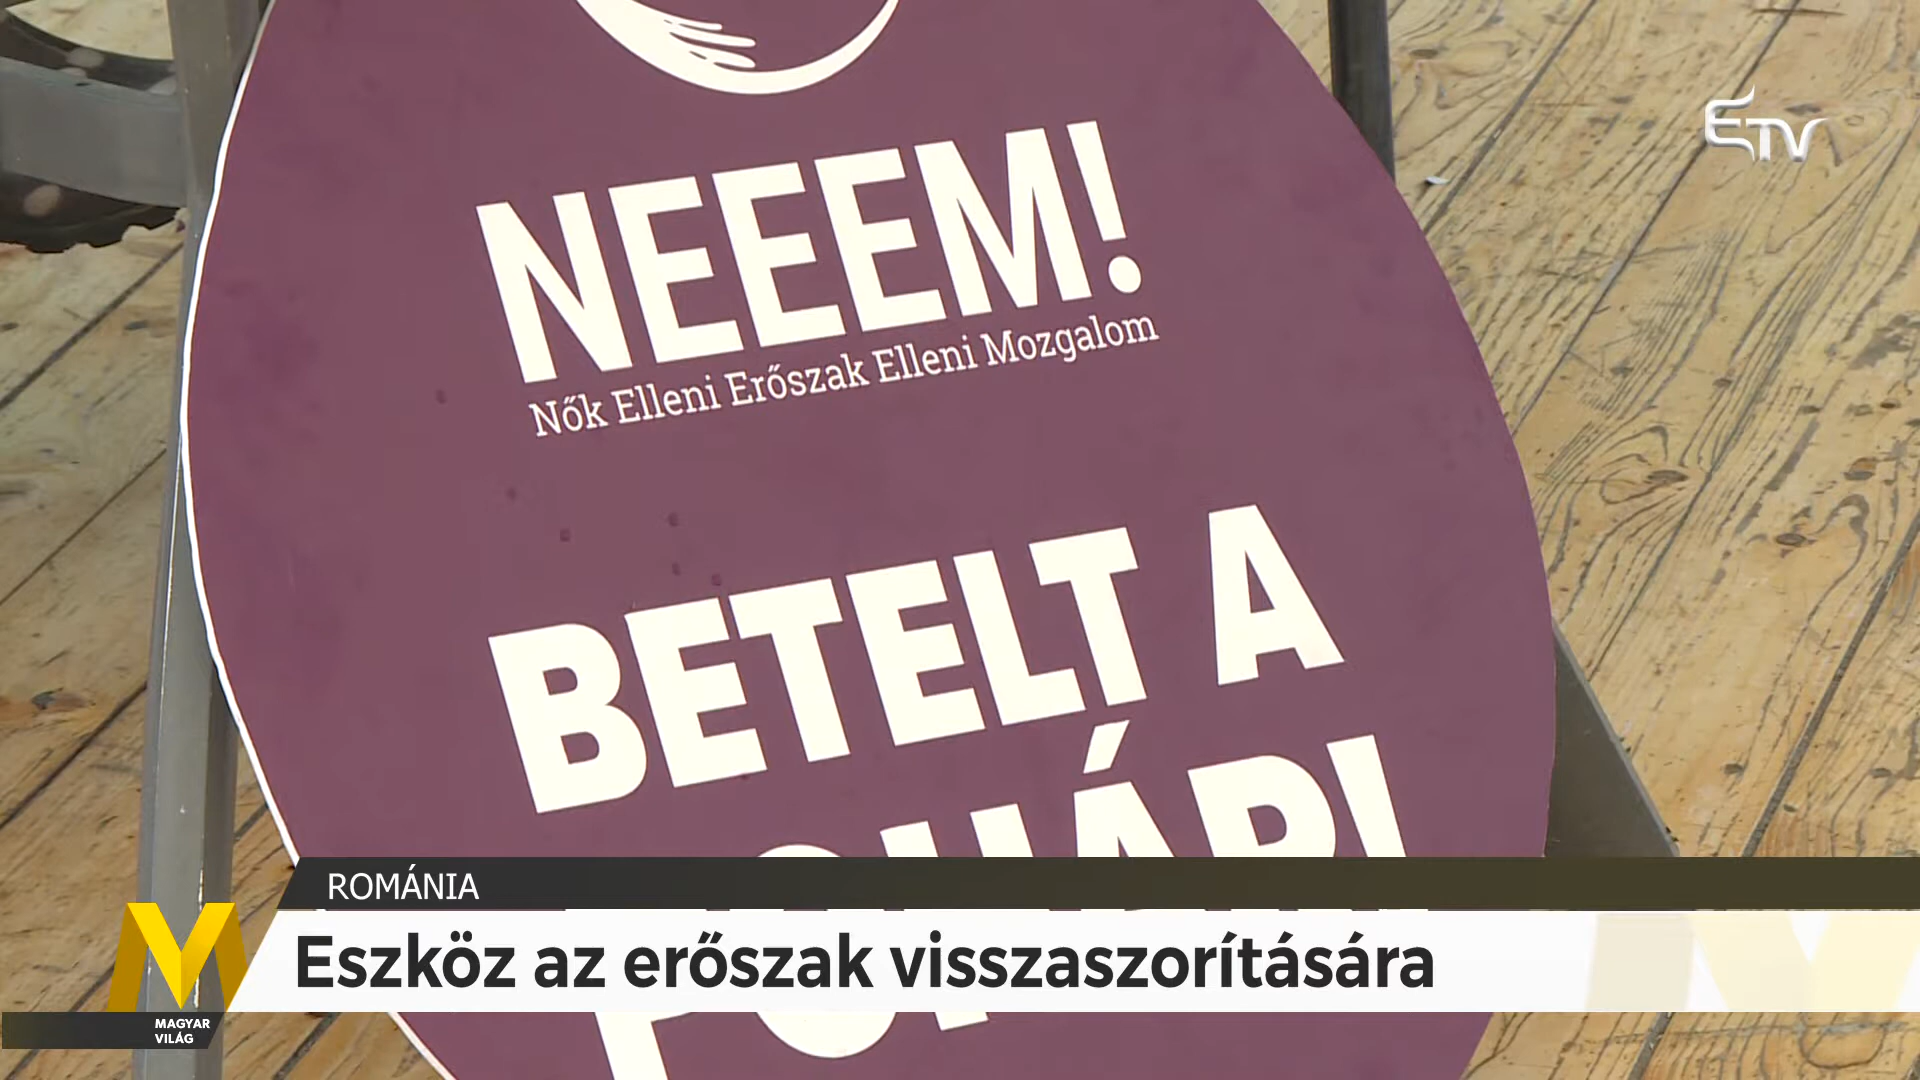 ETV
NEEEM!
Nők Elleni Erőszak Elleni Mozgalom
BETELT A
ROMÁNIA
Eszköz az erőszak visszaszorítására
MAGYAR
VILÁG